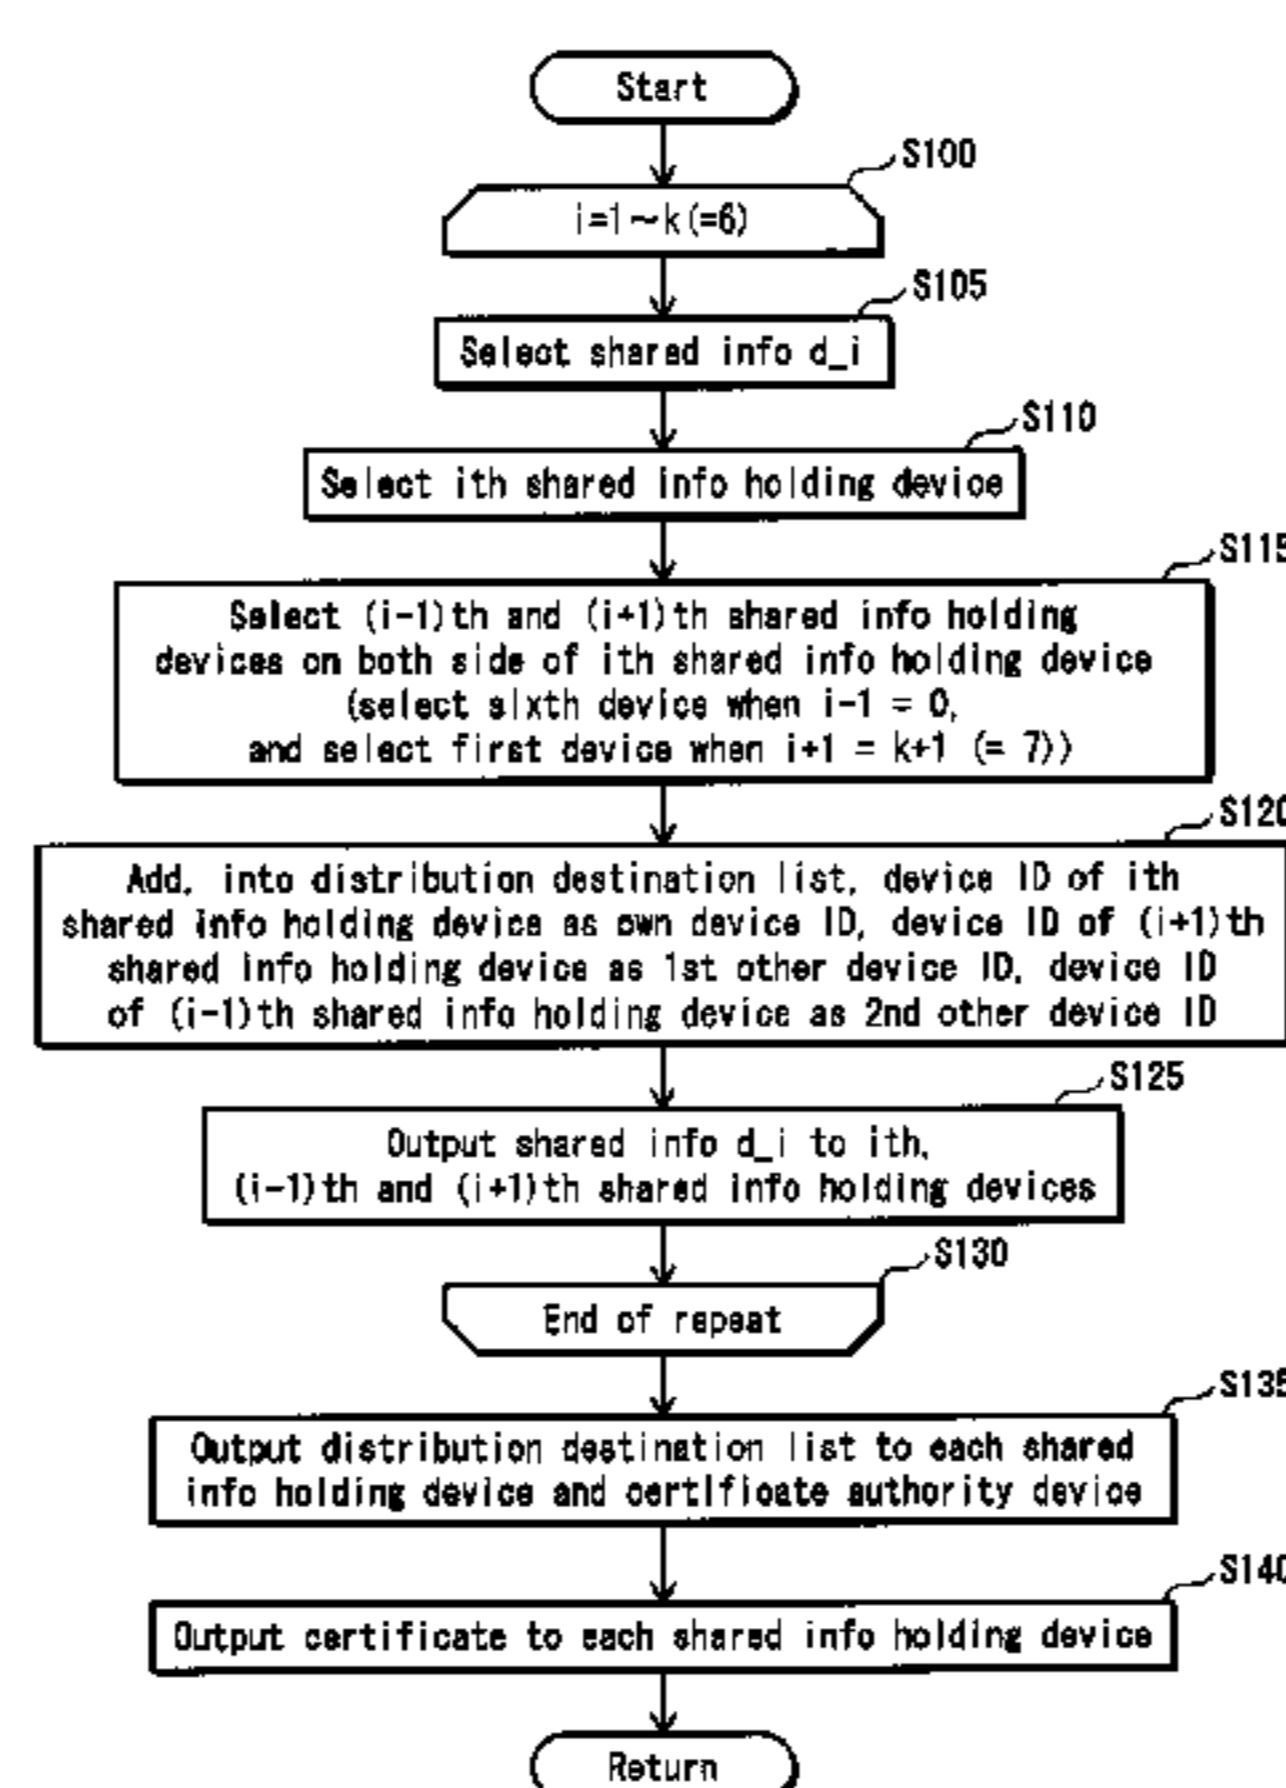 Start
S100
i=1~k(=6)
S105
Select shared info d_i
S110
Select ith shared info holding device
S115
Select (i-1)th and (i+1)th shared info holding
devices on both side of ith shared info holding device
(select sixth device when i-1 = 0,
and select first device when i+1 = k+1 (= 7))
S120
Add, into distribution destination list, device ID of ith
shared info holding device as own device ID, device ID of (i+1)th
shared info holding device as 1st other device ID, device ID
of (i-1)th shared info holding device as 2nd other device ID
S125
Output shared info d_i to ith,
(i-1)th and (i+1)th shared info holding devices
S130
End of repeat
S135
Output distribution destination list to each shared
info holding device and certificate authority device
S140
Output certificate to each shared info holding device
Return